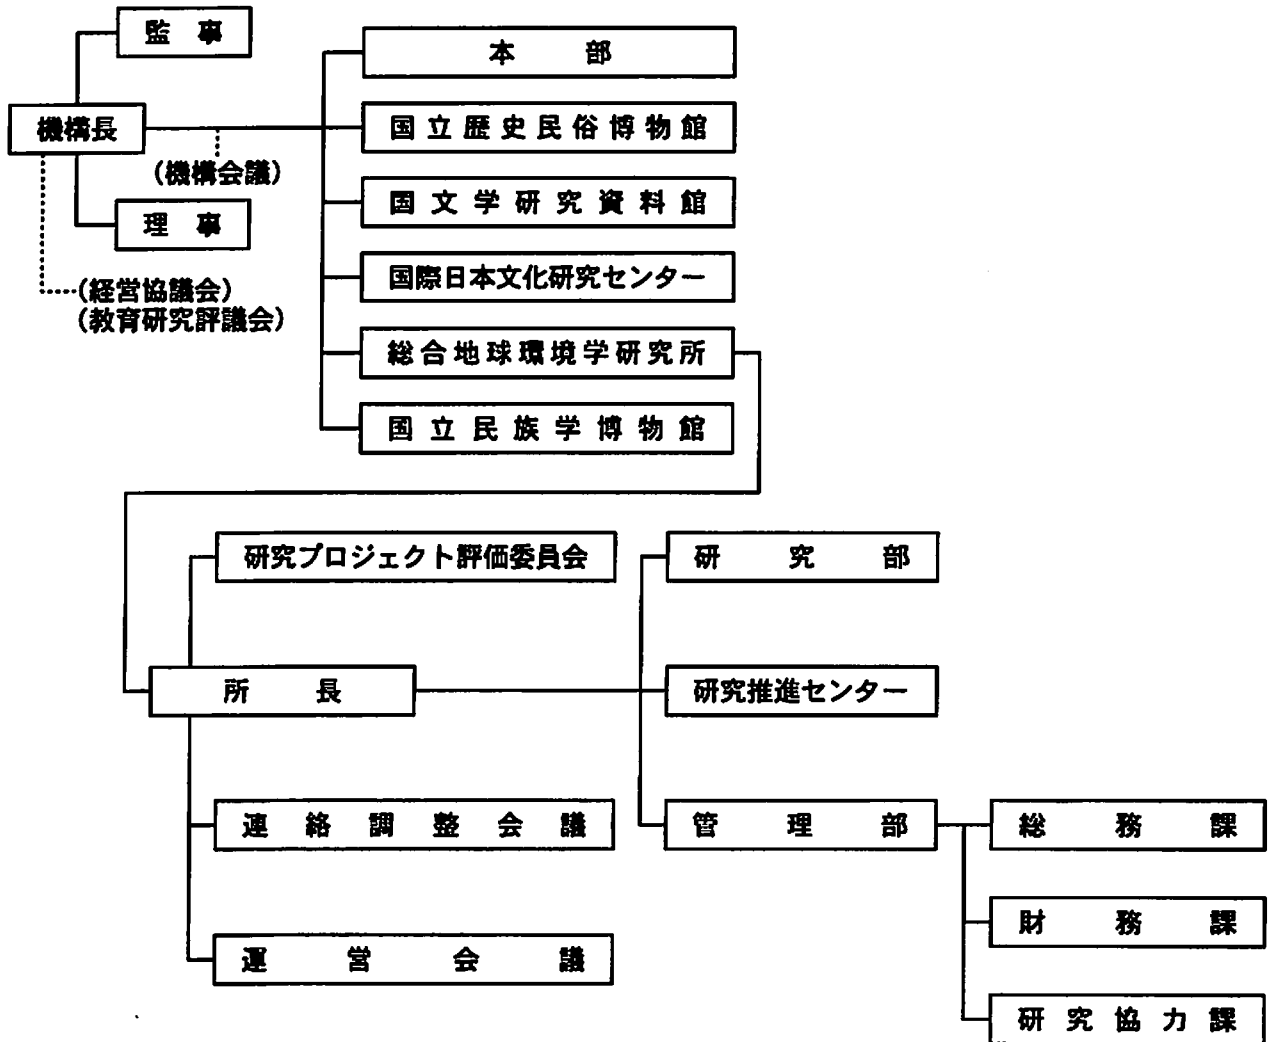 監事
本部
機構長
国立歴史民俗博物館
(機構会議)
国文学研究資料館
理事
国際日本文化研究センター
(経営協議会)
(教育研究評議会)
総合地球環境学研究所
国立民族学博物館
研究プロジェクト評価委員会
研究部
所長
研究推進センター
連絡調整会議
管理部
総務課
財務課
運営会議
研究協力課